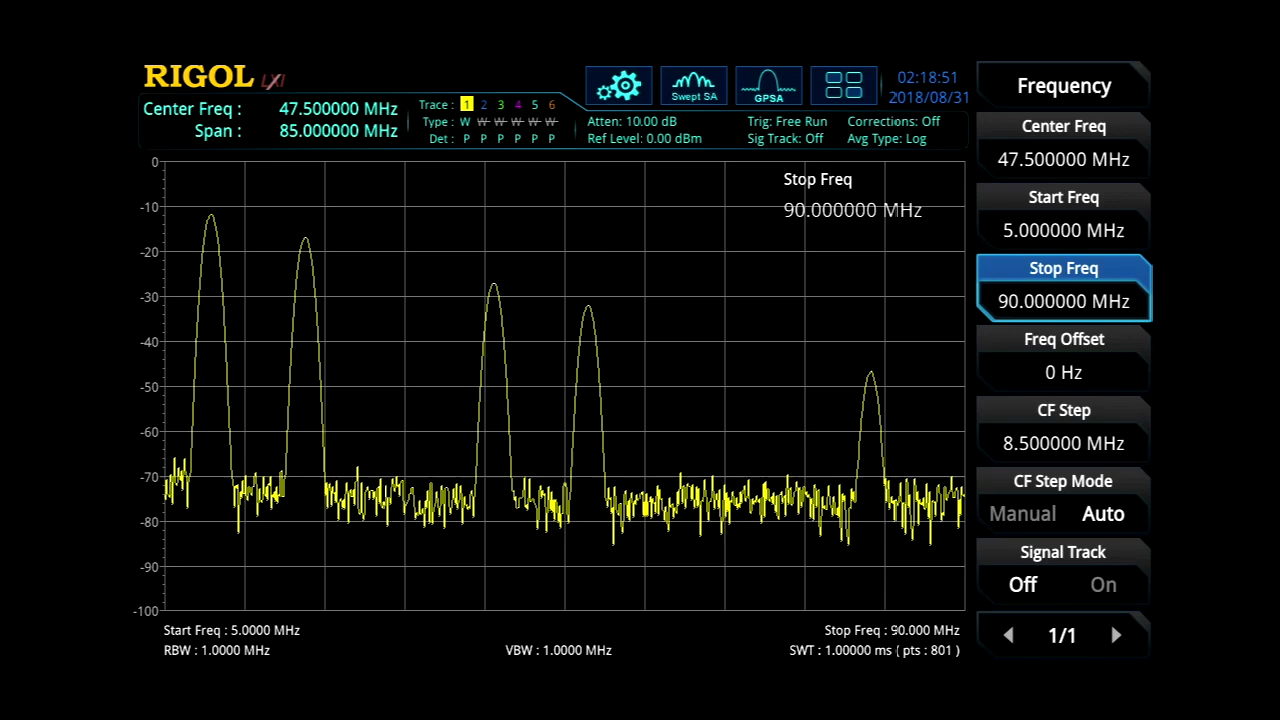 RIGOL LXI
02:18:51
2018/08/31
Swept SA
GPSA
Center Freq : 47.500000 MHz
Span : 85.000000 MHz
Trace : 1 2 3 4 5 6
Type : W W W W W W
Det : P P P P P P
Atten: 10.00 dB
Ref Level: 0.00 dBm
Trig: Free Run
Sig Track: Off
Corrections: Off
Avg Type: Log
Stop Freq
90.000000 MHz
0
-10
-20
-30
-40
-50
-60
-70
-80
-90
-100
Start Freq : 5.0000 MHz
Stop Freq : 90.000 MHz
RBW : 1.0000 MHz
VBW : 1.0000 MHz
SWT : 1.00000 ms ( pts : 801 )
Frequency
Center Freq
47.500000 MHz
Start Freq
5.000000 MHz
Stop Freq
90.000000 MHz
Freq Offset
0 Hz
CF Step
8.500000 MHz
CF Step Mode
Manual Auto
Signal Track
Off On
1/1